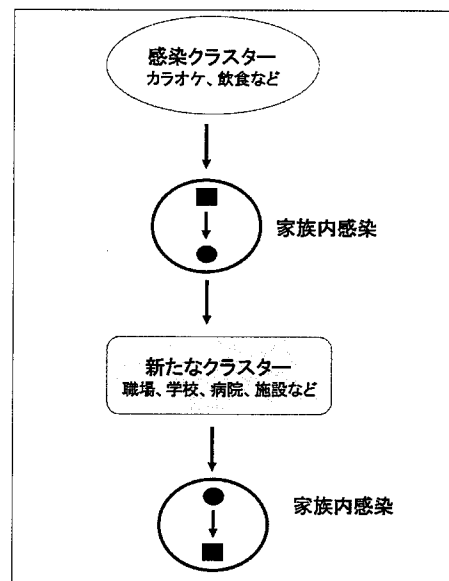 感染クラスター
カラオケ、飲食など
家族内感染
新たなクラスター
職場、学校、病院、施設など
家族内感染